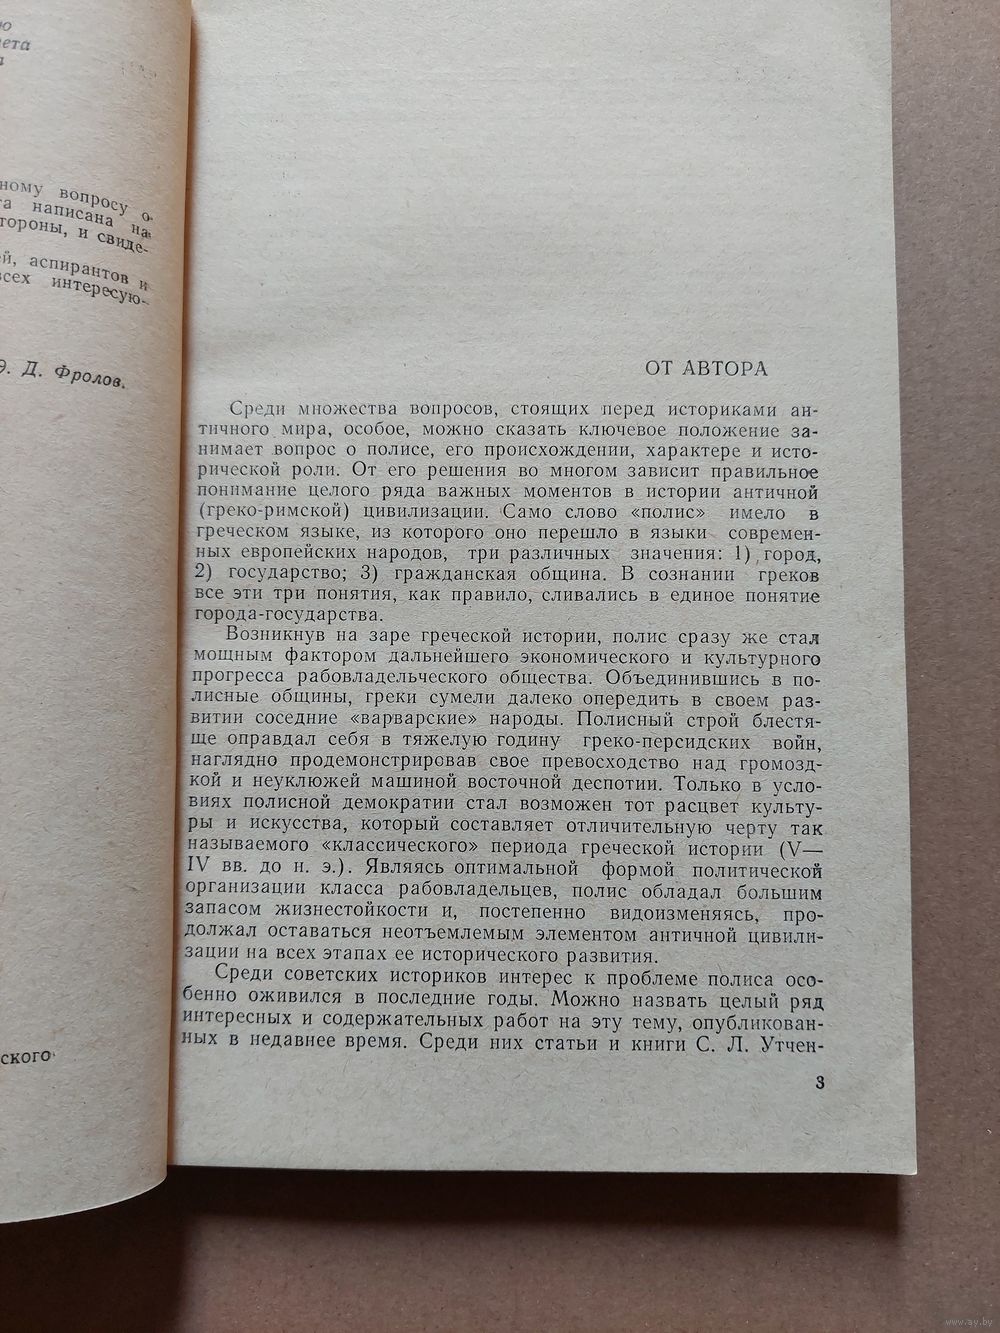 ю
ета
а
ному вопросу о-
та написана на-
тороны, и свиде-
ей, аспирантов и
всех интересую-
Э. Д. Фролов.
ского
ОТ АВТОРА
Среди множества вопросов, стоящих перед историками ан-
тичного мира, особое, можно сказать ключевое положение за-
нимает вопрос о полисе, его происхождении, характере и исто-
рической роли. От его решения во многом зависит правильное
понимание целого ряда важных моментов в истории античной
(греко-римской) цивилизации. Само слово «полис» имело в
греческом языке, из которого оно перешло в языки современ-
ных европейских народов, три различных значения: 1) город,
2) государство; 3) гражданская община. В сознании греков
все эти три понятия, как правило, сливались в единое понятие
города-государства.
Возникнув на заре греческой истории, полис сразу же стал
мощным фактором дальнейшего экономического и культурного
прогресса рабовладельческого общества. Объединившись в по-
лисные общины, греки сумели далеко опередить в своем раз-
витии соседние «варварские» народы. Полисный строй блестя-
ще оправдал себя в тяжелую годину греко-персидских войн,
наглядно продемонстрировав свое превосходство над громозд-
кой и неуклюжей машиной восточной деспотии. Только в усло-
виях полисной демократии стал возможен тот расцвет культу-
ры и искусства, который составляет отличительную черту так
называемого «классического» периода греческой истории (V—
IV вв. до н. э.). Являясь оптимальной формой политической
организации класса рабовладельцев, полис обладал большим
запасом жизнестойкости и, постепенно видоизменяясь, про-
должал оставаться неотъемлемым элементом античной цивили-
зации на всех этапах ее исторического развития.
Среди советских историков интерес к проблеме полиса осо-
бенно оживился в последние годы. Можно назвать целый ряд
интересных и содержательных работ на эту тему, опубликован-
ных в недавнее время. Среди них статьи и книги С. Л. Утчен-
3
www.ay.by